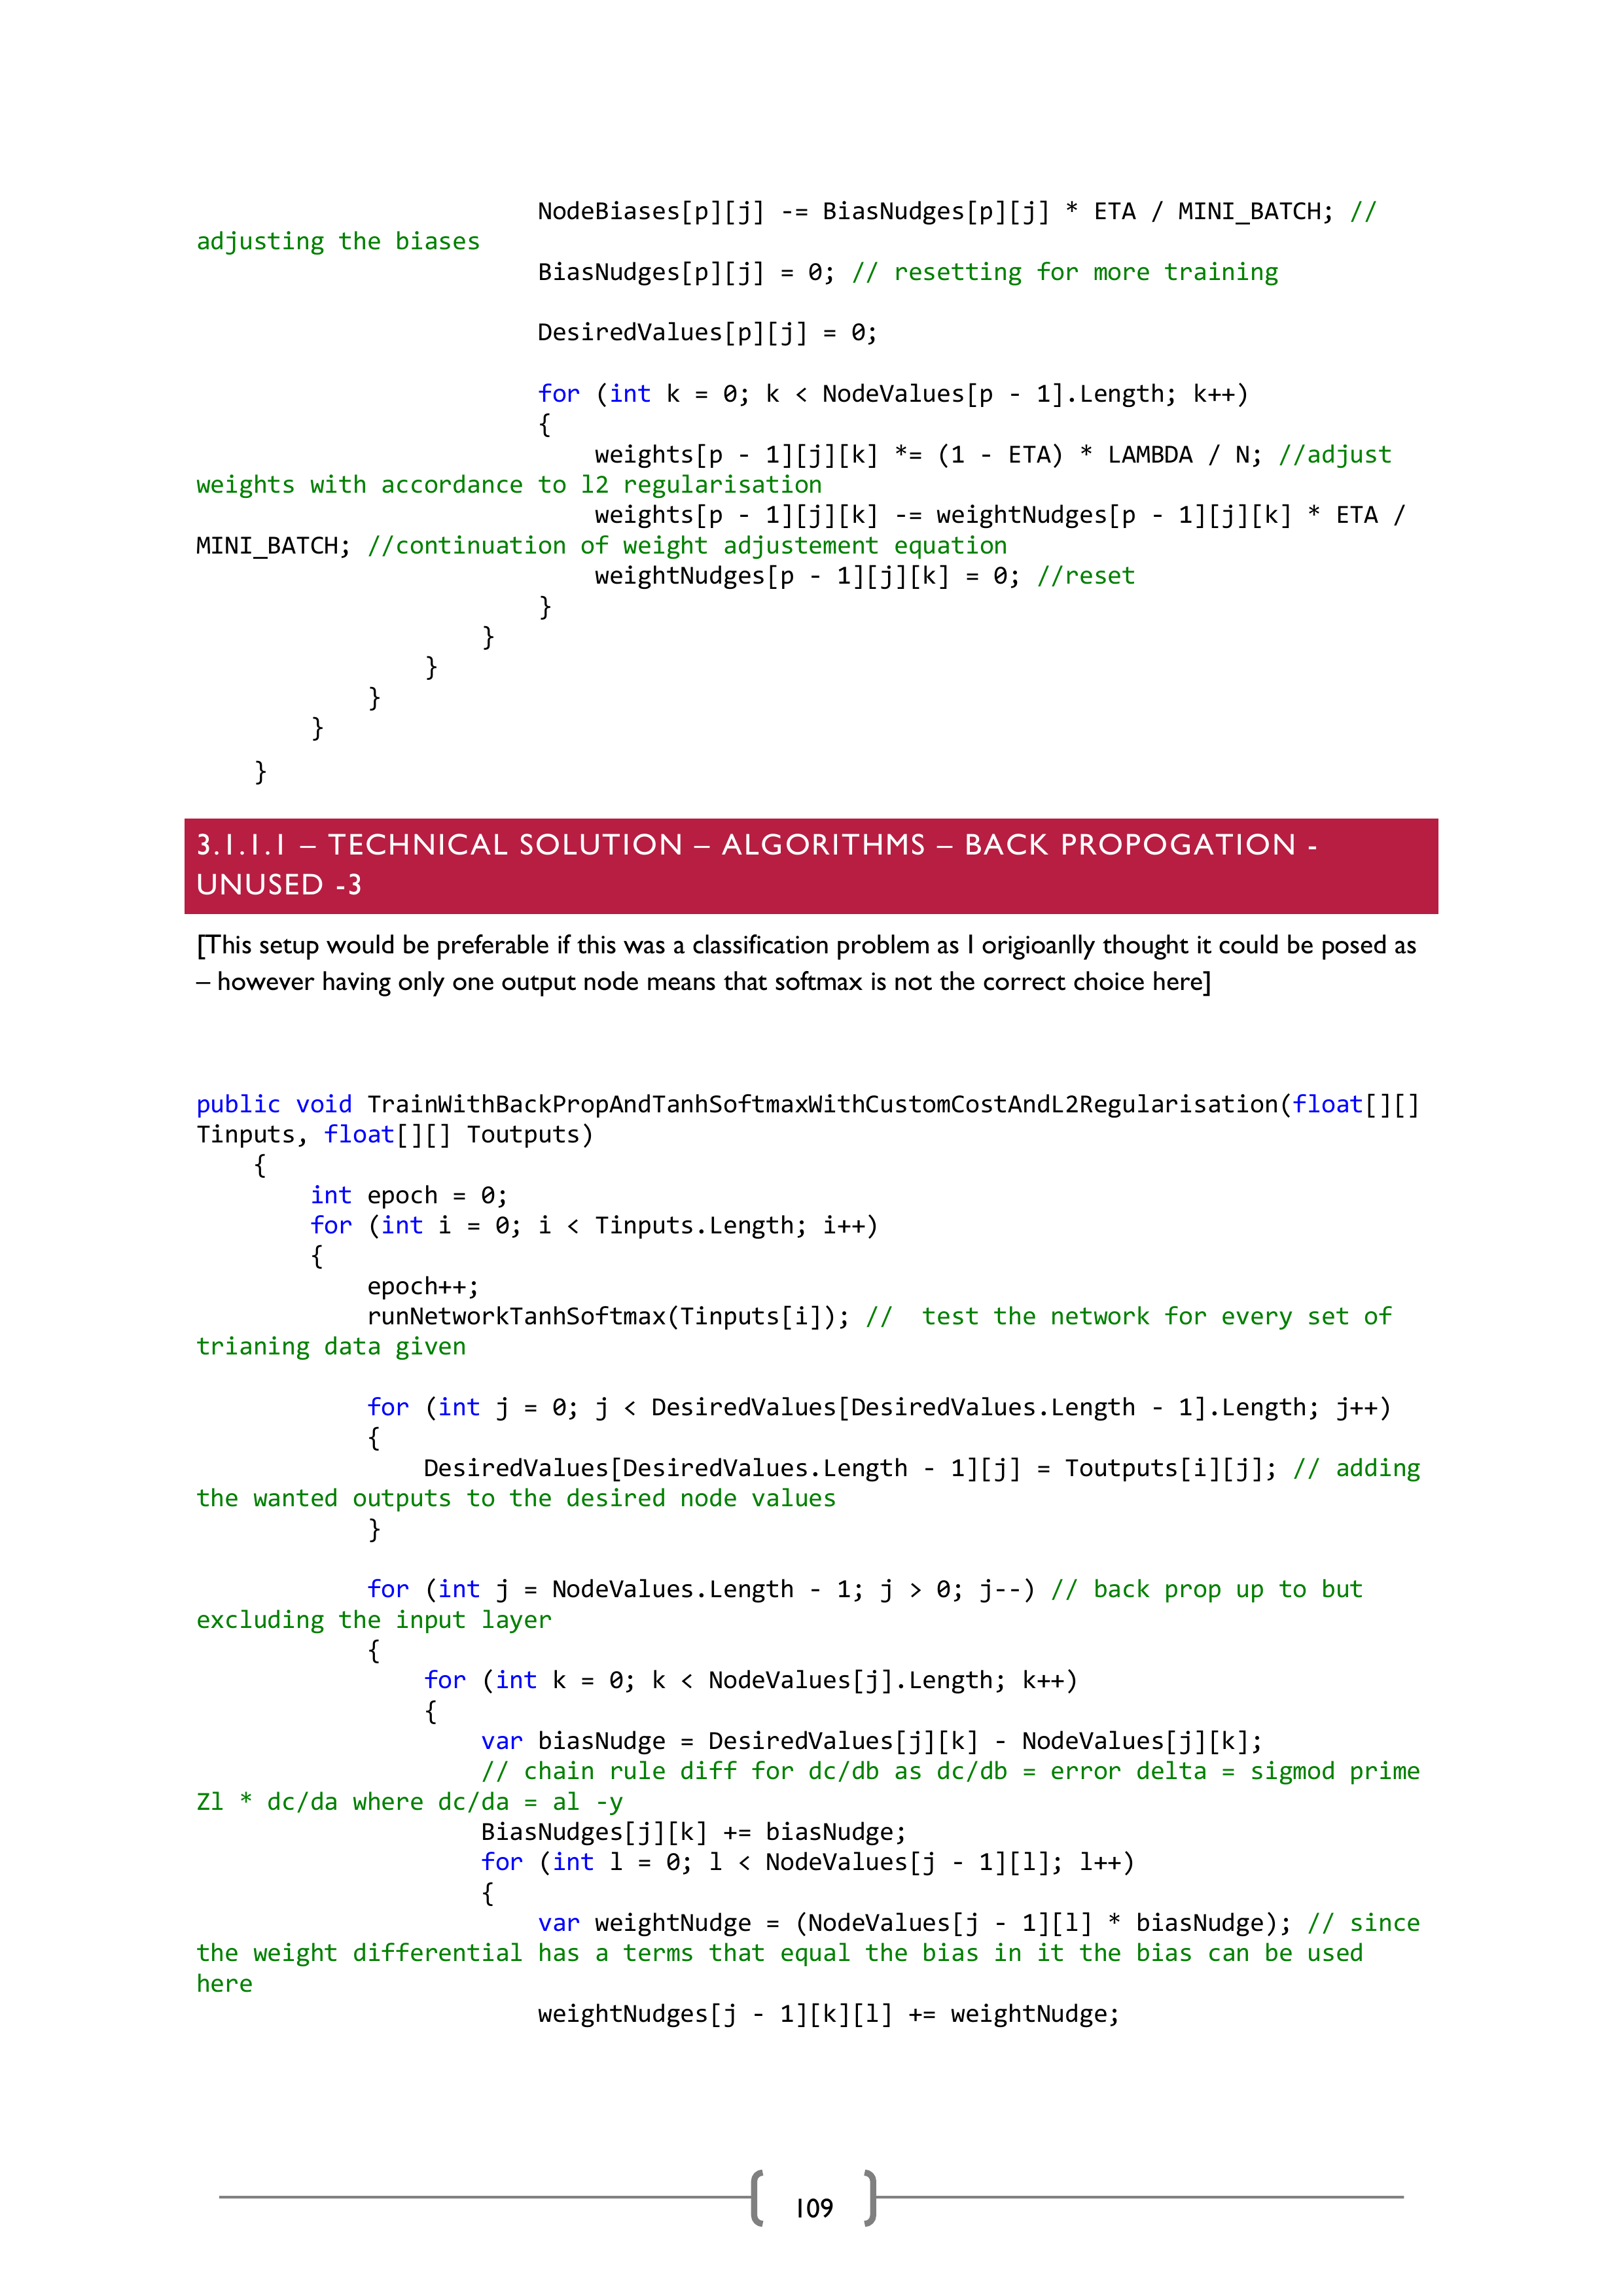 NodeBiases[p][j] -= BiasNudges[p][j] * ETA / MINI_BATCH; //
adjusting the biases
BiasNudges[p][j] = 0; // resetting for more training
DesiredValues[p][j] = 0;
for (int k = 0; k < NodeValues[p - 1].Length; k++)
{
weights[p - 1][j][k] *= (1 - ETA) * LAMBDA / N; //adjust
weights with accordance to l2 regularisation
weights[p - 1][j][k] -= weightNudges[p - 1][j][k] * ETA /
MINI_BATCH; //continuation of weight adjustement equation
weightNudges[p - 1][j][k] = 0; //reset
}
}
}
}
}
}
3.1.1.1 – TECHNICAL SOLUTION – ALGORITHMS – BACK PROPOGATION -
UNUSED -3
[This setup would be preferable if this was a classification problem as I origioanlly thought it could be posed as
– however having only one output node means that softmax is not the correct choice here]
public void TrainWithBackPropAndTanhSoftmaxWithCustomCostAndL2Regularisation(float[][]
Tinputs, float[][] Toutputs)
{
int epoch = 0;
for (int i = 0; i < Tinputs.Length; i++)
{
epoch++;
runNetworkTanhSoftmax(Tinputs[i]); //  test the network for every set of
trianing data given
for (int j = 0; j < DesiredValues[DesiredValues.Length - 1].Length; j++)
{
DesiredValues[DesiredValues.Length - 1][j] = Toutputs[i][j]; // adding
the wanted outputs to the desired node values
}
for (int j = NodeValues.Length - 1; j > 0; j--) // back prop up to but
excluding the input layer
{
for (int k = 0; k < NodeValues[j].Length; k++)
{
var biasNudge = DesiredValues[j][k] - NodeValues[j][k];
// chain rule diff for dc/db as dc/db = error delta = sigmod prime
Zl * dc/da where dc/da = al -y
BiasNudges[j][k] += biasNudge;
for (int l = 0; l < NodeValues[j - 1][l]; l++)
{
var weightNudge = (NodeValues[j - 1][l] * biasNudge); // since
the weight differential has a terms that equal the bias in it the bias can be used
here
weightNudges[j - 1][k][l] += weightNudge;
109